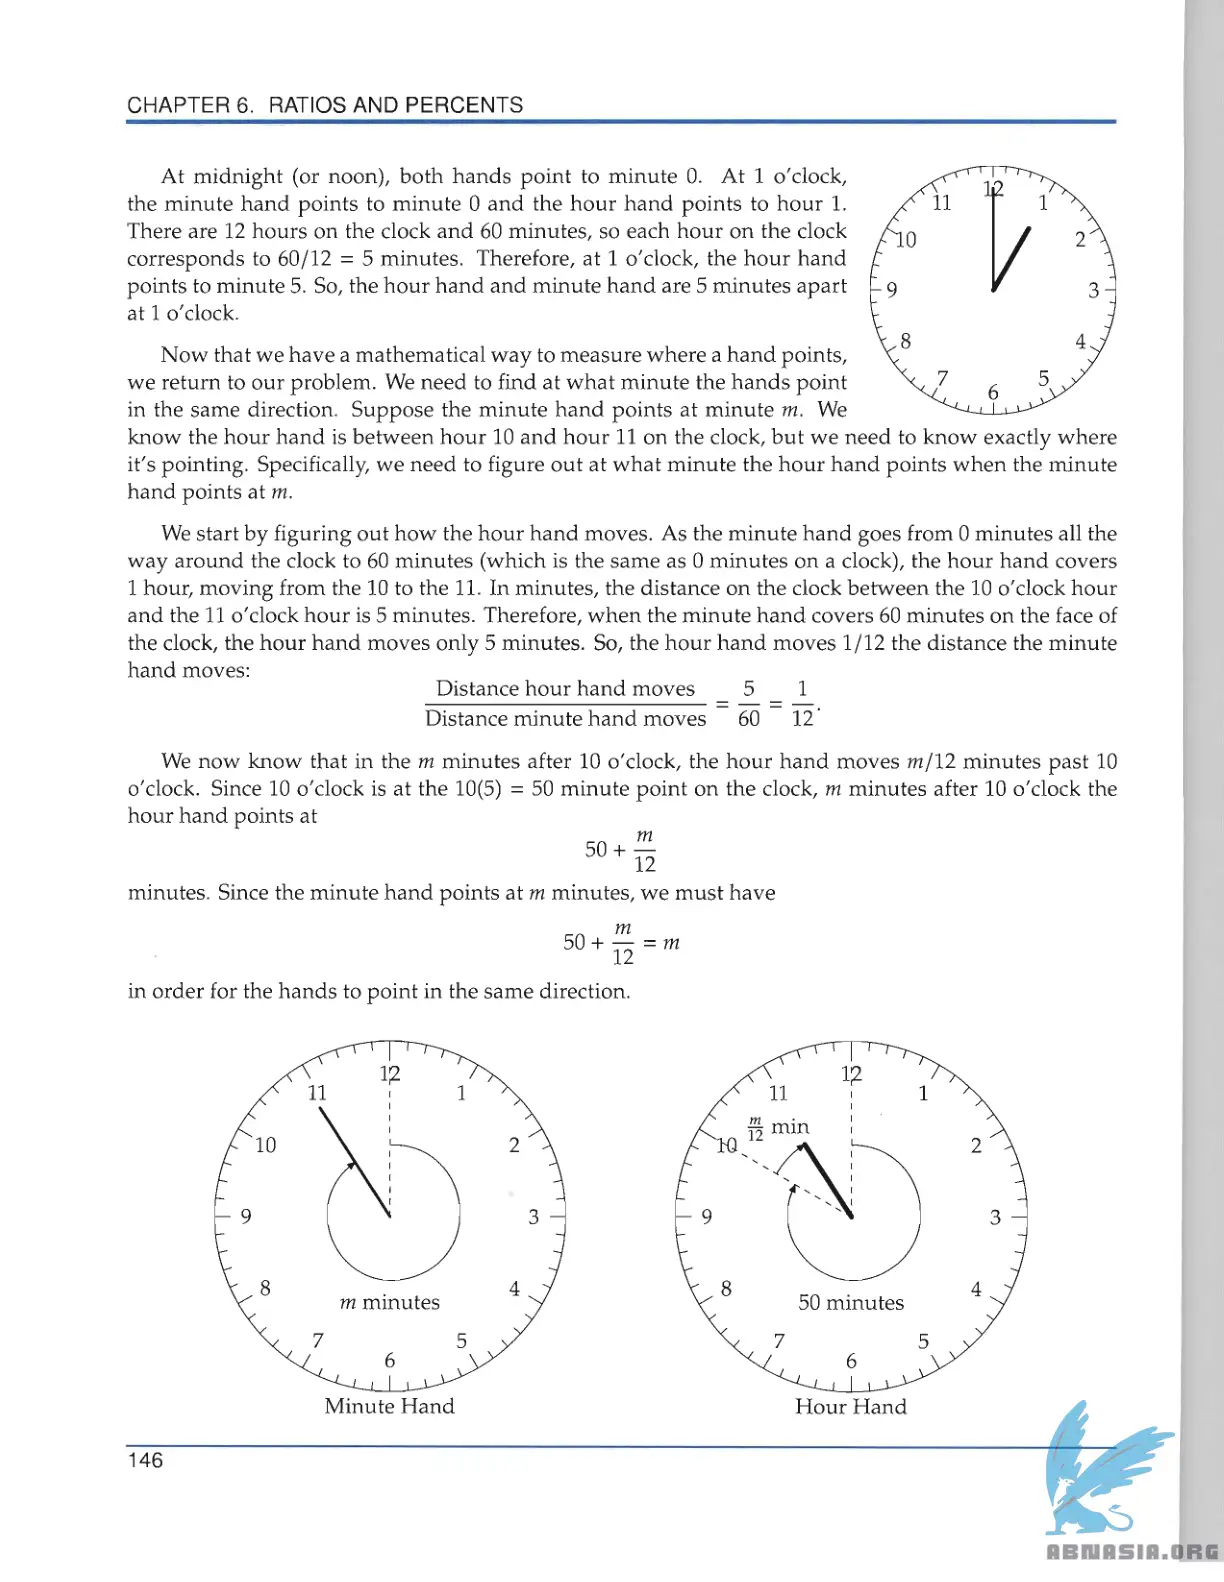 CHAPTER 6. RATIOS AND PERCENTS
At midnight (or noon), both hands point to minute 0. At 1 o'clock,
the minute hand points to minute 0 and the hour hand points to hour 1.
There are 12 hours on the clock and 60 minutes, so each hour on the clock
corresponds to 60/12 = 5 minutes. Therefore, at 1 o'clock, the hour hand
points to minute 5. So, the hour hand and minute hand are 5 minutes apart
at 1 o'clock.
12
11 1
10 2
9 3
8 4
7 5
6
Now that we have a mathematical way to measure where a hand points,
we return to our problem. We need to find at what minute the hands point
in the same direction. Suppose the minute hand points at minute m. We
know the hour hand is between hour 10 and hour 11 on the clock, but we need to know exactly where
it's pointing. Specifically, we need to figure out at what minute the hour hand points when the minute
hand points at m.
We start by figuring out how the hour hand moves. As the minute hand goes from 0 minutes all the
way around the clock to 60 minutes (which is the same as 0 minutes on a clock), the hour hand covers
1 hour, moving from the 10 to the 11. In minutes, the distance on the clock between the 10 o'clock hour
and the 11 o'clock hour is 5 minutes. Therefore, when the minute hand covers 60 minutes on the face of
the clock, the hour hand moves only 5 minutes. So, the hour hand moves 1/12 the distance the minute
hand moves:
Distance hour hand moves / Distance minute hand moves = 5/60 = 1/12.
We now know that in the m minutes after 10 o'clock, the hour hand moves m/12 minutes past 10
o'clock. Since 10 o'clock is at the 10(5) = 50 minute point on the clock, m minutes after 10 o'clock the
hour hand points at
50 + m/12
minutes. Since the minute hand points at m minutes, we must have
50 + m/12 = m
in order for the hands to point in the same direction.
12
11 1
10 2
9 3
8 4
m minutes
7 5
6
Minute Hand
12
11 1
m/12 min
10 2
9 3
8 4
50 minutes
7 5
6
Hour Hand
146
ABNASIA.ORG